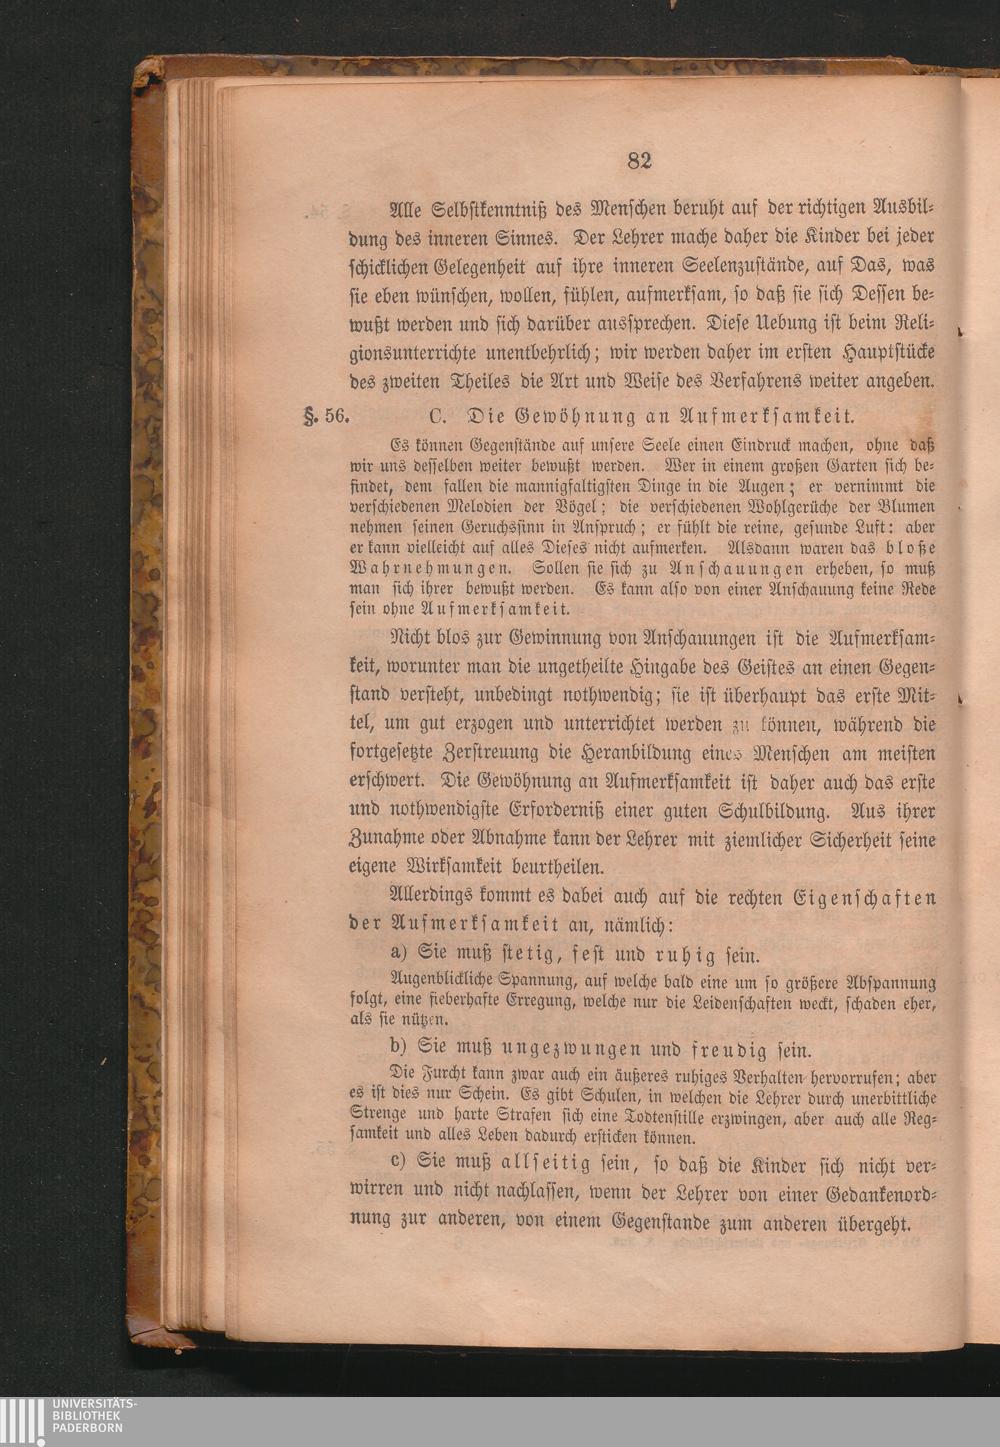 82
Alle Selbstkenntniß des Menschen beruht auf der richtigen Ausbil-
dung des inneren Sinnes. Der Lehrer mache daher die Kinder bei jeder
schicklichen Gelegenheit auf ihre inneren Seelenzustände, auf Das, was
sie eben wünschen, wollen, fühlen, aufmerksam, so daß sie sich Dessen be-
wußt werden und sich darüber aussprechen. Diese Uebung ist beim Reli-
gionsunterrichte unentbehrlich; wir werden daher im ersten Hauptstücke
des zweiten Theiles die Art und Weise des Verfahrens weiter angeben.
§. 56. C. Die Gewöhnung an Aufmerksamkeit.
Es können Gegenstände auf unsere Seele einen Eindruck machen, ohne daß
wir uns desselben weiter bewußt werden. Wer in einem großen Garten sich be-
findet, dem fallen die mannigfaltigsten Dinge in die Augen; er vernimmt die
verschiedenen Melodien der Vögel; die verschiedenen Wohlgerüche der Blumen
nehmen seinen Geruchssinn in Anspruch; er fühlt die reine, gesunde Luft: aber
er kann vielleicht auf alles Dieses nicht aufmerken. Alsdann waren das bloße
Wahrnehmungen. Sollen sie sich zu Anschauungen erheben, so muß
man sich ihrer bewußt werden. Es kann also von einer Anschauung keine Rede
sein ohne Aufmerksamkeit.
Nicht blos zur Gewinnung von Anschauungen ist die Aufmerksam-
keit, worunter man die ungetheilte Hingabe des Geistes an einen Gegen-
stand versteht, unbedingt nothwendig; sie ist überhaupt das erste Mit-
tel, um gut erzogen und unterrichtet werden zu können, während die
fortgesetzte Zerstreuung die Heranbildung eines Menschen am meisten
erschwert. Die Gewöhnung an Aufmerksamkeit ist daher auch das erste
und nothwendigste Erforderniß einer guten Schulbildung. Aus ihrer
Zunahme oder Abnahme kann der Lehrer mit ziemlicher Sicherheit seine
eigene Wirksamkeit beurtheilen.
Allerdings kommt es dabei auch auf die rechten Eigenschaften
der Aufmerksamkeit an, nämlich:
a) Sie muß stetig, fest und ruhig sein.
Augenblickliche Spannung, auf welche bald eine um so größere Abspannung
folgt, eine fieberhafte Erregung, welche nur die Leidenschaften weckt, schaden eher,
als sie nützen.
b) Sie muß ungezwungen und freudig sein.
Die Furcht kann zwar auch ein äußeres ruhiges Verhalten hervorrufen; aber
es ist dies nur Schein. Es gibt Schulen, in welchen die Lehrer durch unerbittliche
Strenge und harte Strafen sich eine Todtenstille erzwingen, aber auch alle Reg-
samkeit und alles Leben dadurch ersticken können.
c) Sie muß allseitig sein, so daß die Kinder sich nicht ver-
wirren und nicht nachlassen, wenn der Lehrer von einer Gedankenord-
nung zur anderen, von einem Gegenstande zum anderen übergeht.
UNIVERSITÄTS-
BIBLIOTHEK
PADERBORN